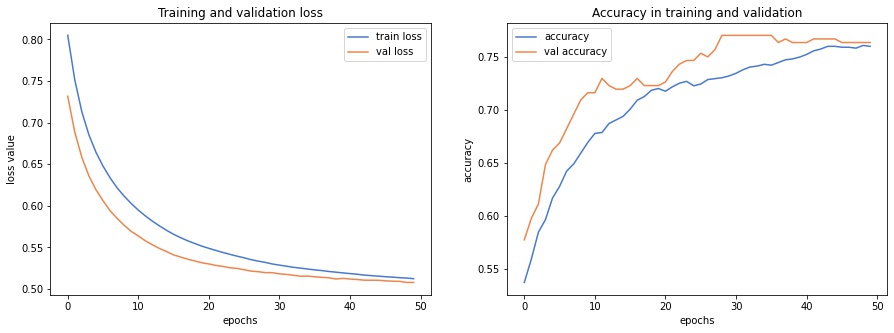 Training and validation loss
train loss
val loss
0.80
0.75
0.70
0.65
0.60
0.55
0.50
loss value
0
10
20
30
40
50
epochs
Accuracy in training and validation
accuracy
val accuracy
0.75
0.70
0.65
0.60
0.55
accuracy
0
10
20
30
40
50
epochs